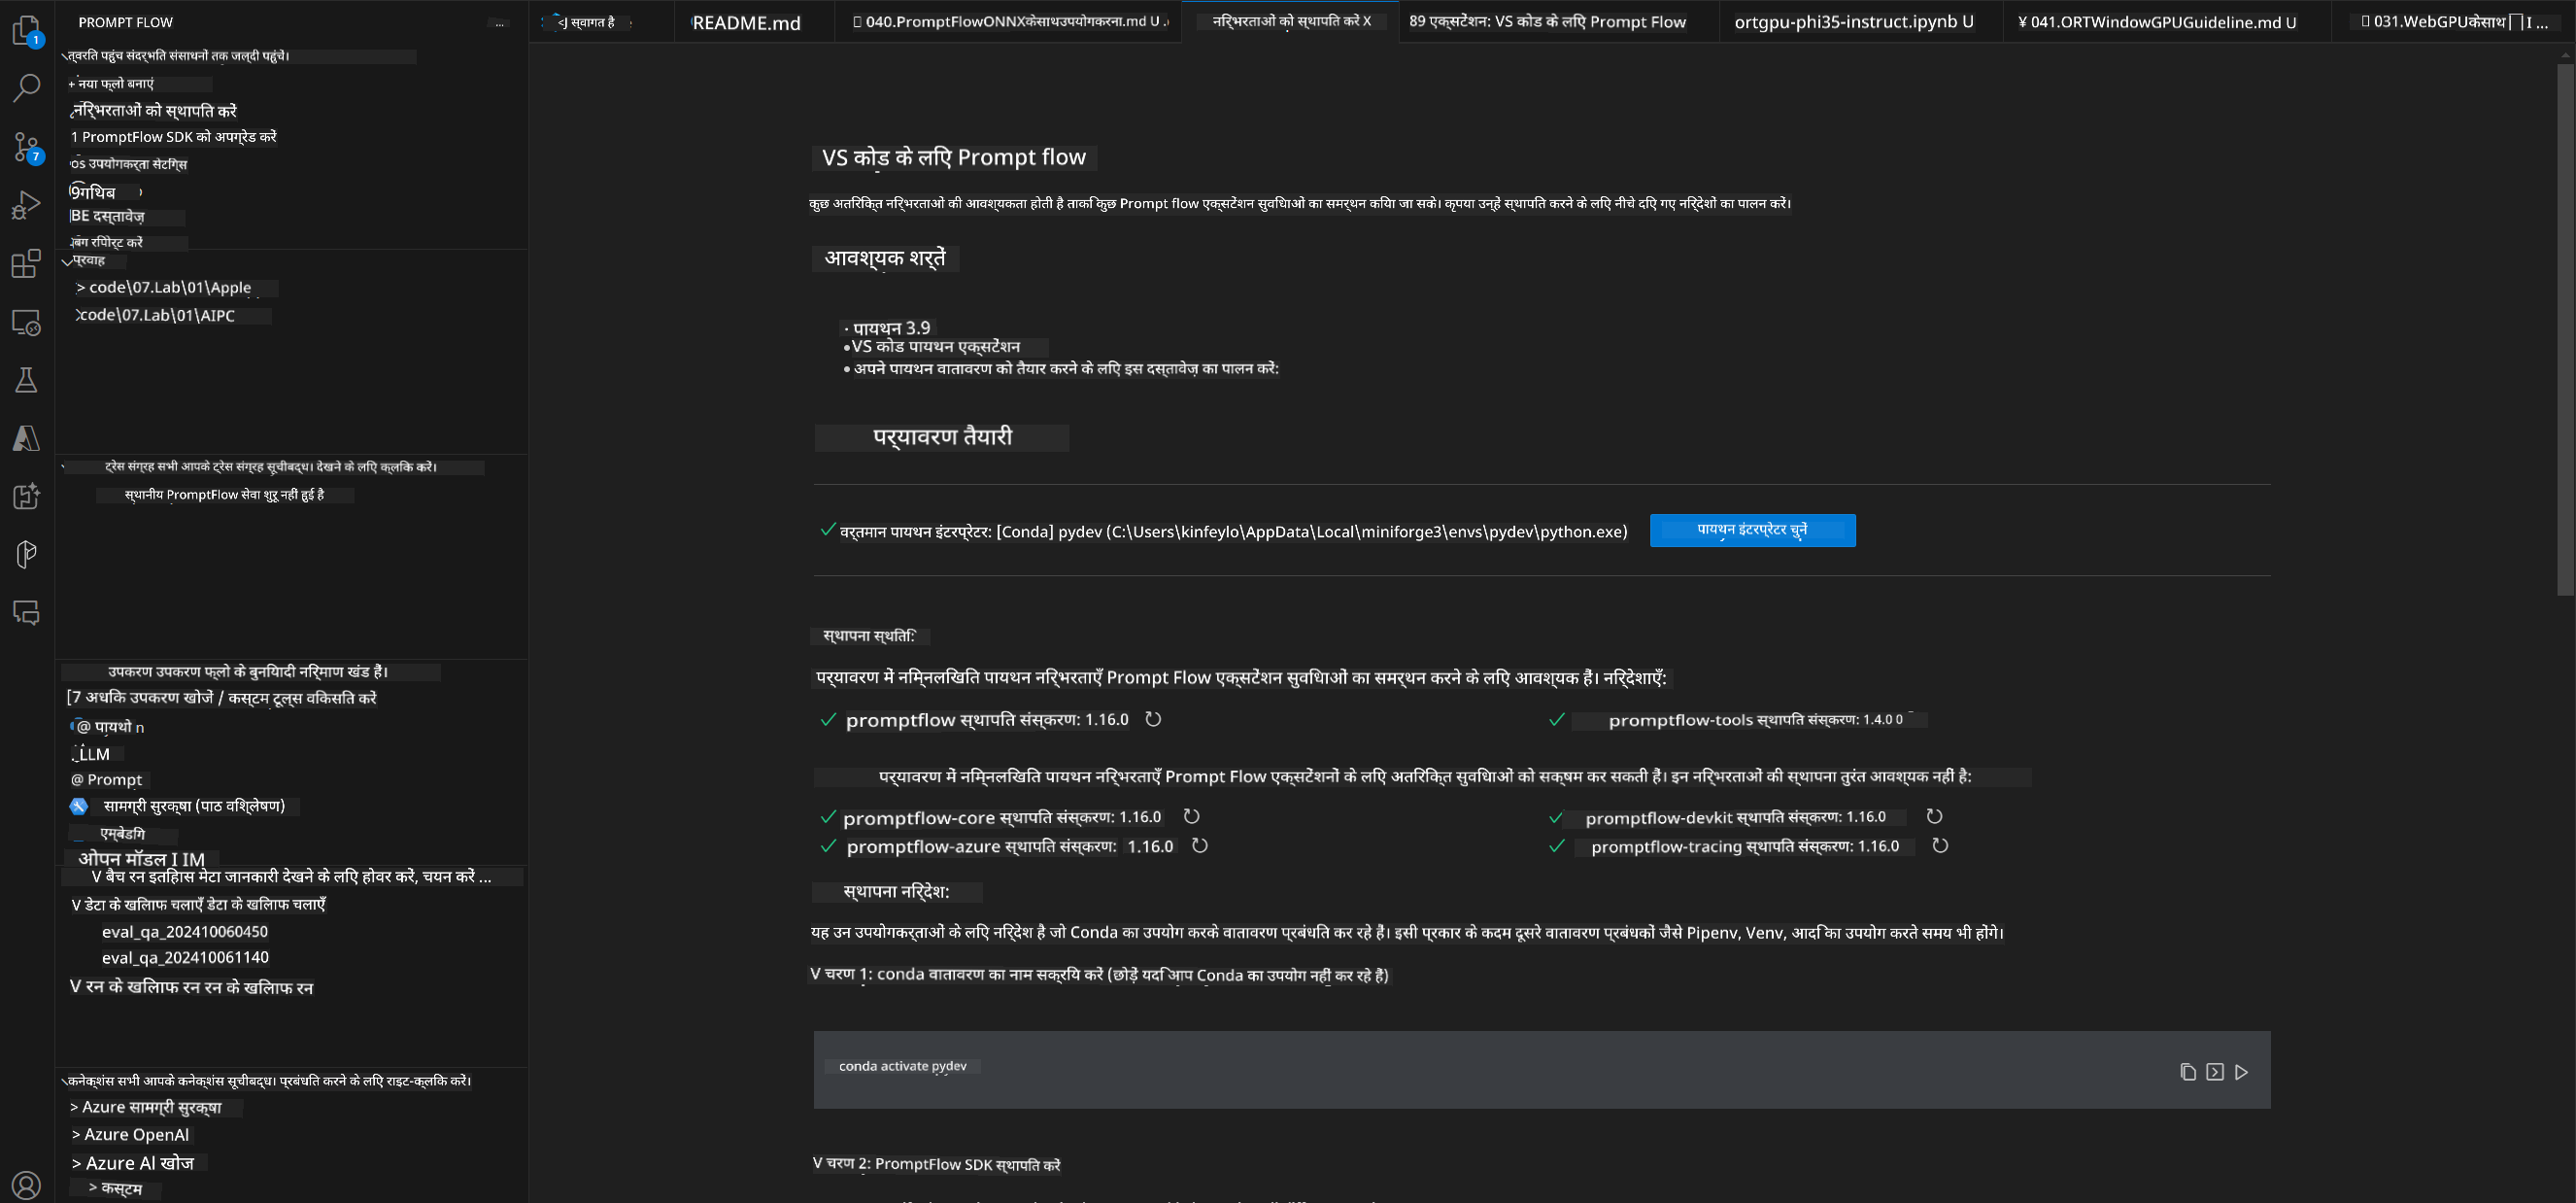 PROMPT FLOW
...
त्वरित पहुंच संदर्भित संसाधनों तक जल्दी पहुंचें।
+ नया फ्लो बनाएं
निर्भरताओं को स्थापित करें
1 PromptFlow SDK को अपग्रेड करें
os उपयोगकर्ता सेटिंग्स
9गिथब
BE दस्तावेज़
बग रिपोर्ट करें
प्रवाह
> code\07.Lab\01\Apple
code\07.Lab\01\AIPC
ट्रेस संग्रह सभी आपके ट्रेस संग्रह सूचीबद्ध। देखने के लिए क्लिक करें।
स्थानीय PromptFlow सेवा शुरू नहीं हुई है
उपकरण उपकरण फ्लो के बुनियादी निर्माण खंड हैं।
[7 अधिक उपकरण खोजें / कस्टम टूल्स विकसित करें
@ पायथो n
LLM
@ Prompt
सामग्री सुरक्षा (पाठ विश्लेषण)
एम्बेडिंग
ओपन मॉडल I IM
V बैच रन इतिहास मेटा जानकारी देखने के लिए होवर करें, चयन करें ...
V डेटा के खिलाफ चलाएँ डेटा के खिलाफ चलाएँ
eval_qa_202410060450
eval_qa_202410061140
V रन के खिलाफ रन रन के खिलाफ रन
कनेक्शंस सभी आपके कनेक्शंस सूचीबद्ध। प्रबंधित करने के लिए राइट-क्लिक करें।
> Azure सामग्री सुरक्षा
> Azure OpenAI
> Azure AI खोज
> कस्टम
<J स्वागत है
README.md
040.PromptFlowONNXकेसाथउपयोगकरना.md U
निर्भरताओं को स्थापित करें X
89 एक्सटेंशन: VS कोड के लिए Prompt Flow
ortgpu-phi35-instruct.ipynb U
¥ 041.ORTWindowGPUGuideline.md U
031.WebGPUकेसाथ I ...
VS कोड के लिए Prompt flow
कुछ अतिरिक्त निर्भरताओं की आवश्यकता होती है ताकि कुछ Prompt flow एक्सटेंशन सुविधाओं का समर्थन किया जा सके। कृपया उन्हें स्थापित करने के लिए नीचे दिए गए निर्देशों का पालन करें।
आवश्यक शर्तें
· पायथन 3.9
• VS कोड पायथन एक्सटेंशन
• अपने पायथन वातावरण को तैयार करने के लिए इस दस्तावेज़ का पालन करें:
पर्यावरण तैयारी
वर्तमान पायथन इंटरप्रेटर: [Conda] pydev (C:\Users\kinfeylo\AppData\Local\miniforge3\envs\pydev\python.exe)
पायथन इंटरप्रेटर चुनें
स्थापना स्थिति:
पर्यावरण में निम्नलिखित पायथन निर्भरताएँ Prompt Flow एक्सटेंशन सुविधाओं का समर्थन करने के लिए आवश्यक हैं। निर्देशाएँ:
promptflow स्थापित संस्करण: 1.16.0
promptflow-tools स्थापित संस्करण: 1.4.0 0
पर्यावरण में निम्नलिखित पायथन निर्भरताएँ Prompt Flow एक्सटेंशनों के लिए अतिरिक्त सुविधाओं को सक्षम कर सकती हैं। इन निर्भरताओं की स्थापना तुरंत आवश्यक नहीं है:
promptflow-core स्थापित संस्करण: 1.16.0
promptflow-devkit स्थापित संस्करण: 1.16.0
promptflow-azure स्थापित संस्करण: 1.16.0
promptflow-tracing स्थापित संस्करण: 1.16.0
स्थापना निर्देश:
यह उन उपयोगकर्ताओं के लिए निर्देश है जो Conda का उपयोग करके वातावरण प्रबंधित कर रहे हैं। इसी प्रकार के कदम दूसरे वातावरण प्रबंधकों जैसे Pipenv, Venv, आदि का उपयोग करते समय भी होंगे।
V चरण 1: conda वातावरण का नाम सक्रिय करें (छोड़ें यदि आप Conda का उपयोग नहीं कर रहे हैं)
conda activate pydev
V चरण 2: PromptFlow SDK स्थापित करें